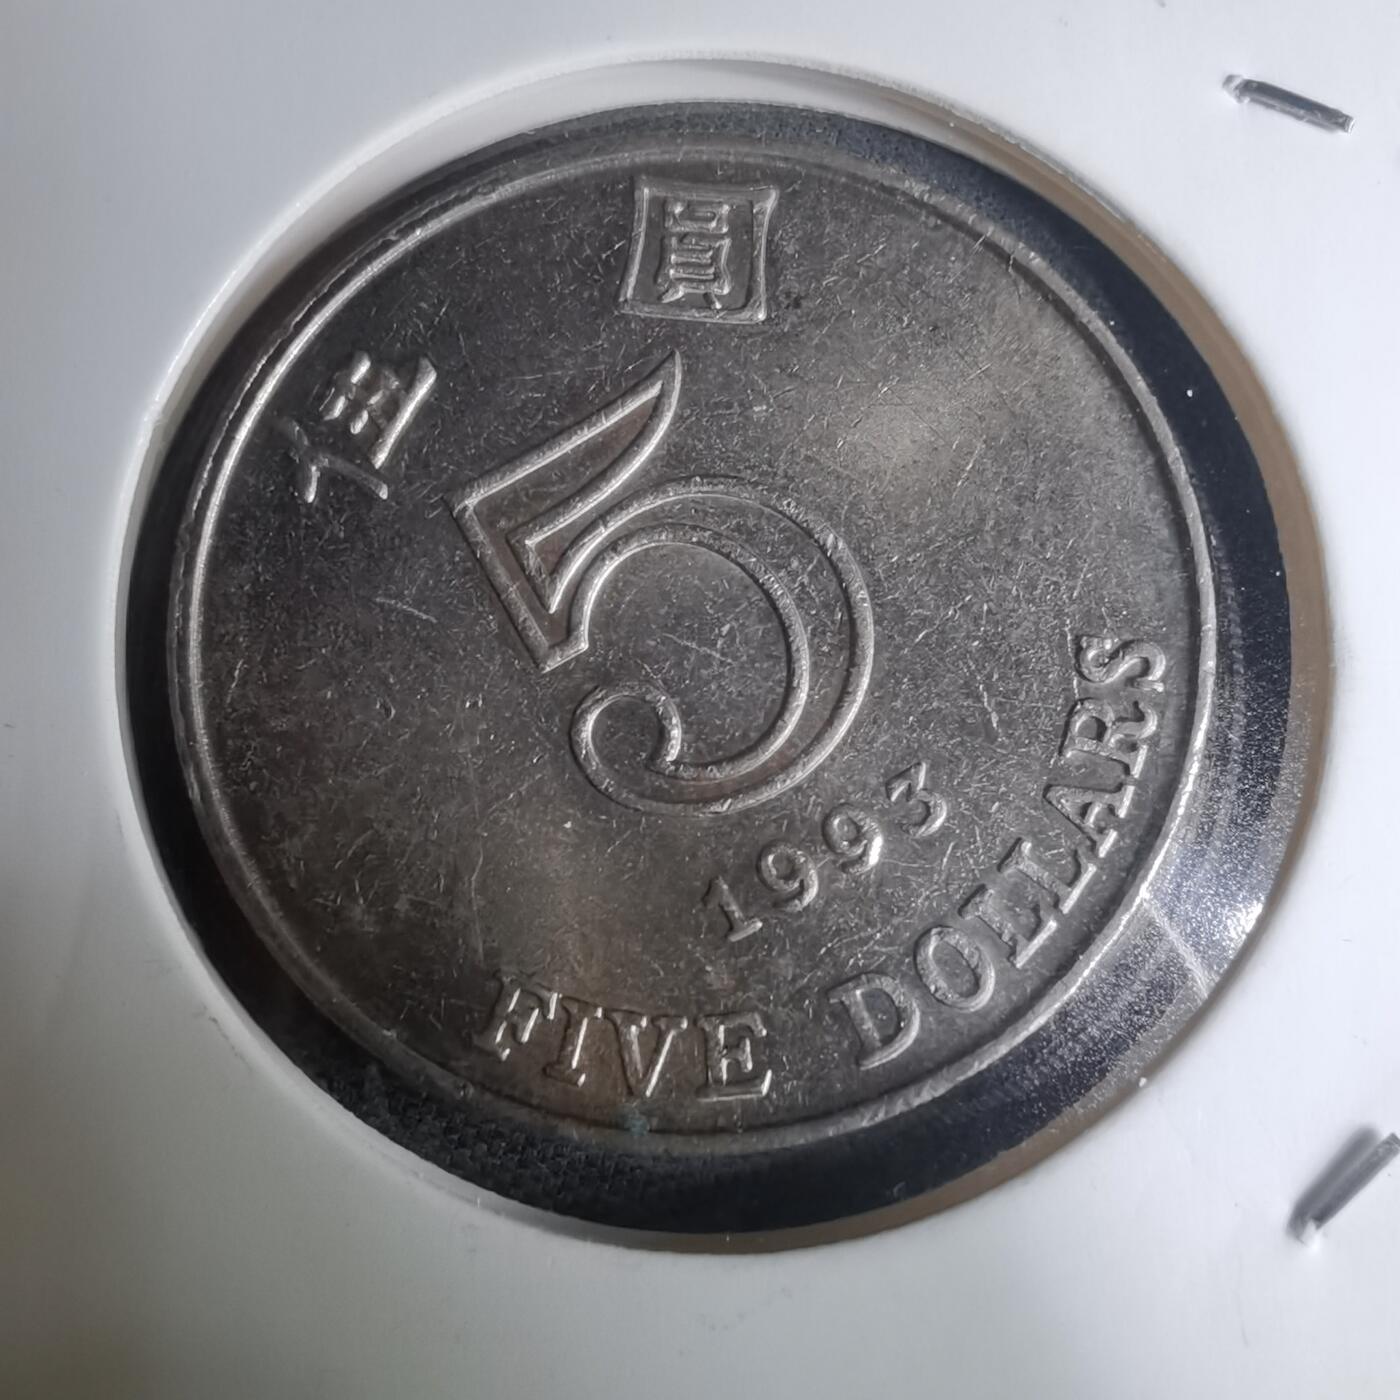 伍 圓
5
1993
FIVE DOLLARS